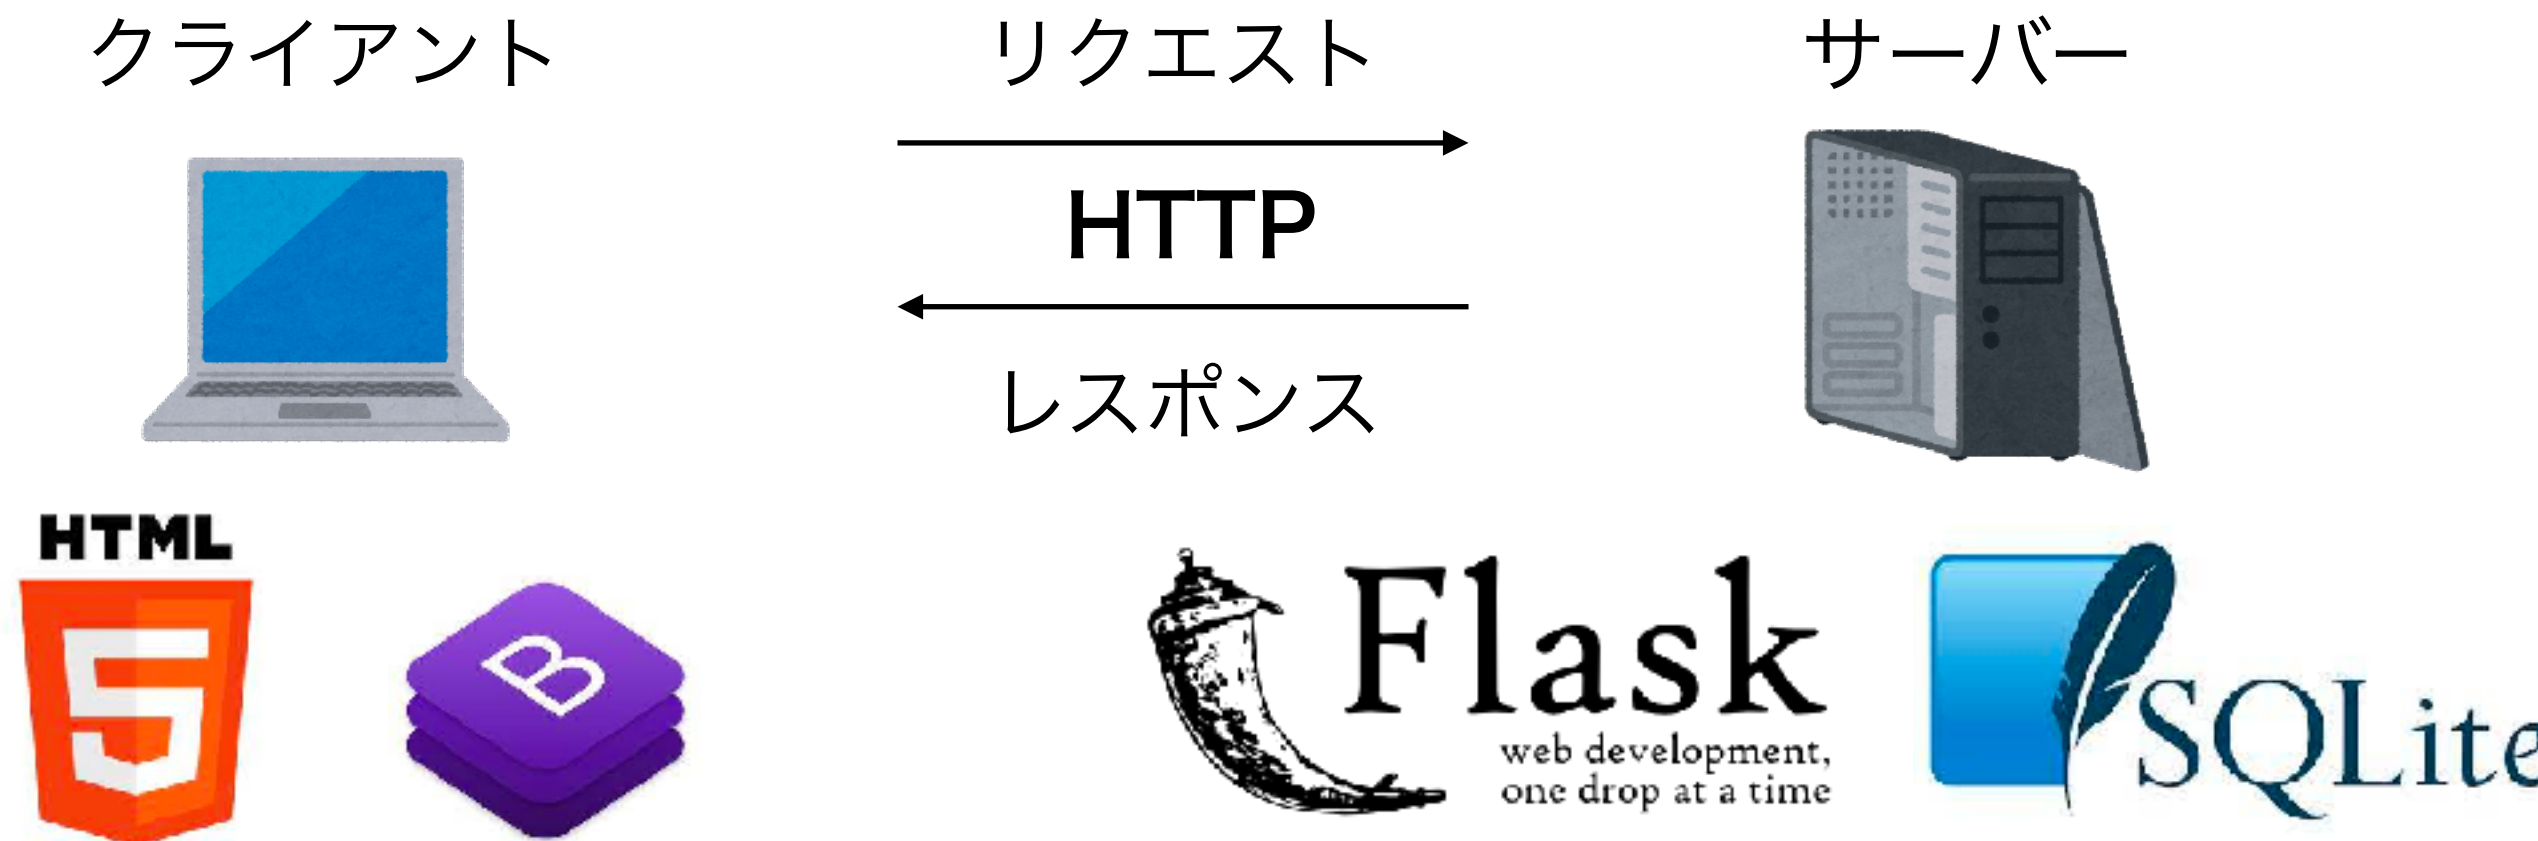 クライアント
リクエスト
サーバー
HTTP
レスポンス
HTML
5
B
Flask
web development,
one drop at a time
SQLite